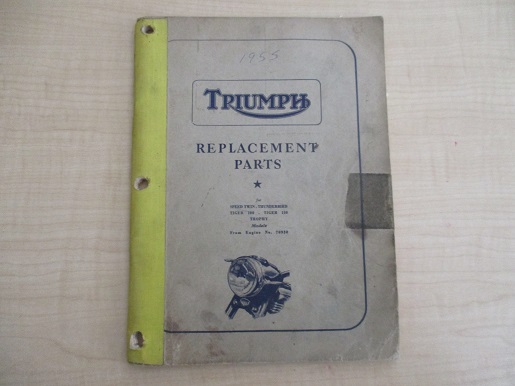 1955
TRIUMPH
REPLACEMENT
PARTS
for
SPEED TWIN, THUNDERBIRD
TIGER 100 - TIGER 110
TROPHY
Models
From Engine No.